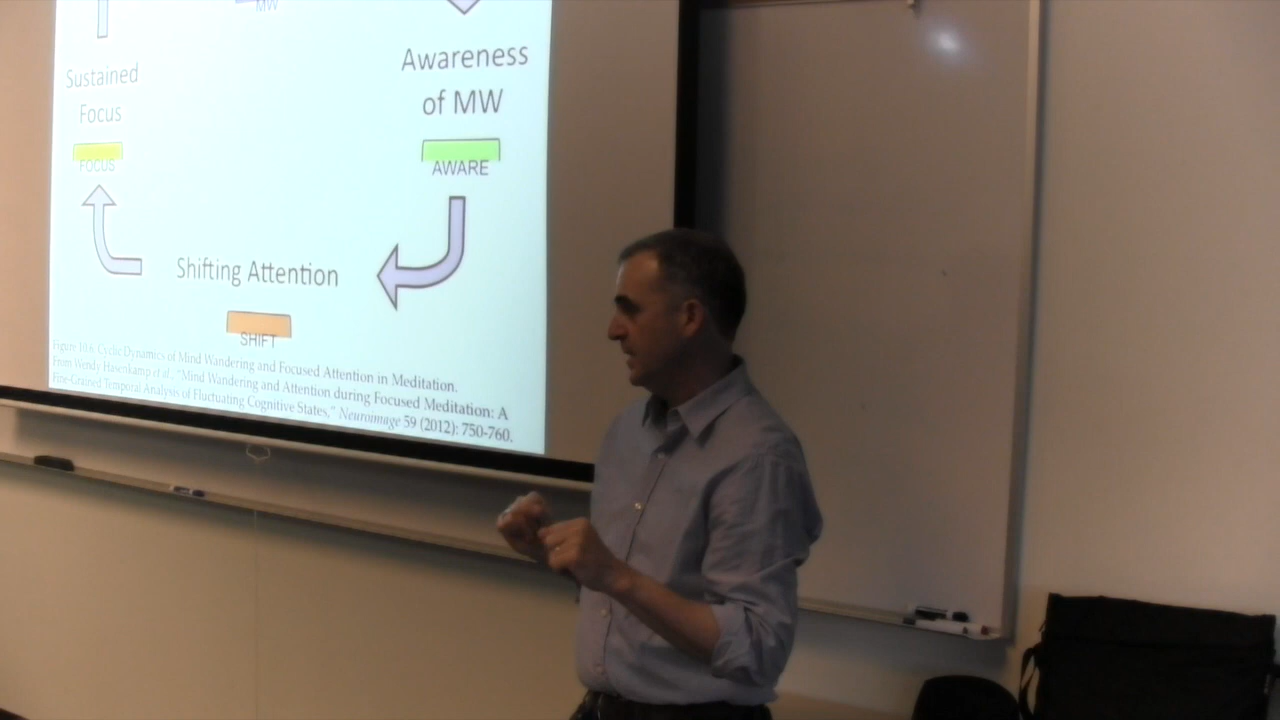 MW
Awareness
of MW
Sustained
Focus
FOCUS
AWARE
Shifting Attention
SHIFT
Figure 10.6. Cyclic Dynamics of Mind Wandering and Focused Attention in Meditation.
From Wendy Hasenkamp et al., "Mind Wandering and Attention during Focused Meditation: A
Fine-Grained Temporal Analysis of Fluctuating Cognitive States," Neuroimage 59 (2012): 750-760.